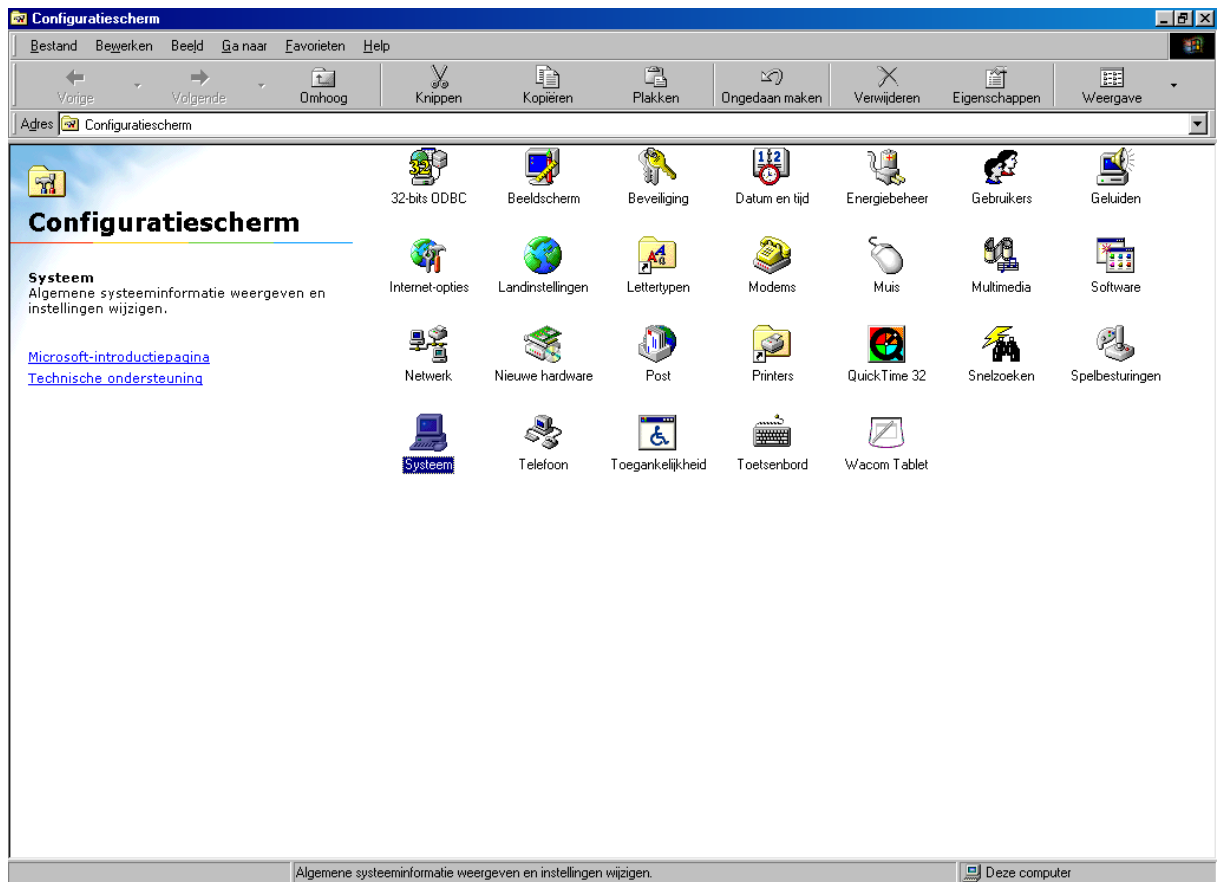 Configuratiescherm
Bestand Bewerken Beeld Ga naar Favorieten Help
Vorige Volgende Omhoog Knippen Kopiëren Plakken Ongedaan maken Verwijderen Eigenschappen Weergave
Adres Configuratiescherm
Configuratiescherm
Systeem
Algemene systeeminformatie weergeven en
instellingen wijzigen.
Microsoft-introductiepagina
Technische ondersteuning
32-bits ODBC Beeldscherm Beveiliging Datum en tijd Energiebeheer Gebruikers Geluiden
Internet-opties Landinstellingen Lettertypen Modems Muis Multimedia Software
Netwerk Nieuwe hardware Post Printers QuickTime 32 Snelzoeken Spelbesturingen
Systeem Telefoon Toegankelijkheid Toetsenbord Wacom Tablet
Algemene systeeminformatie weergeven en instellingen wijzigen. Deze computer